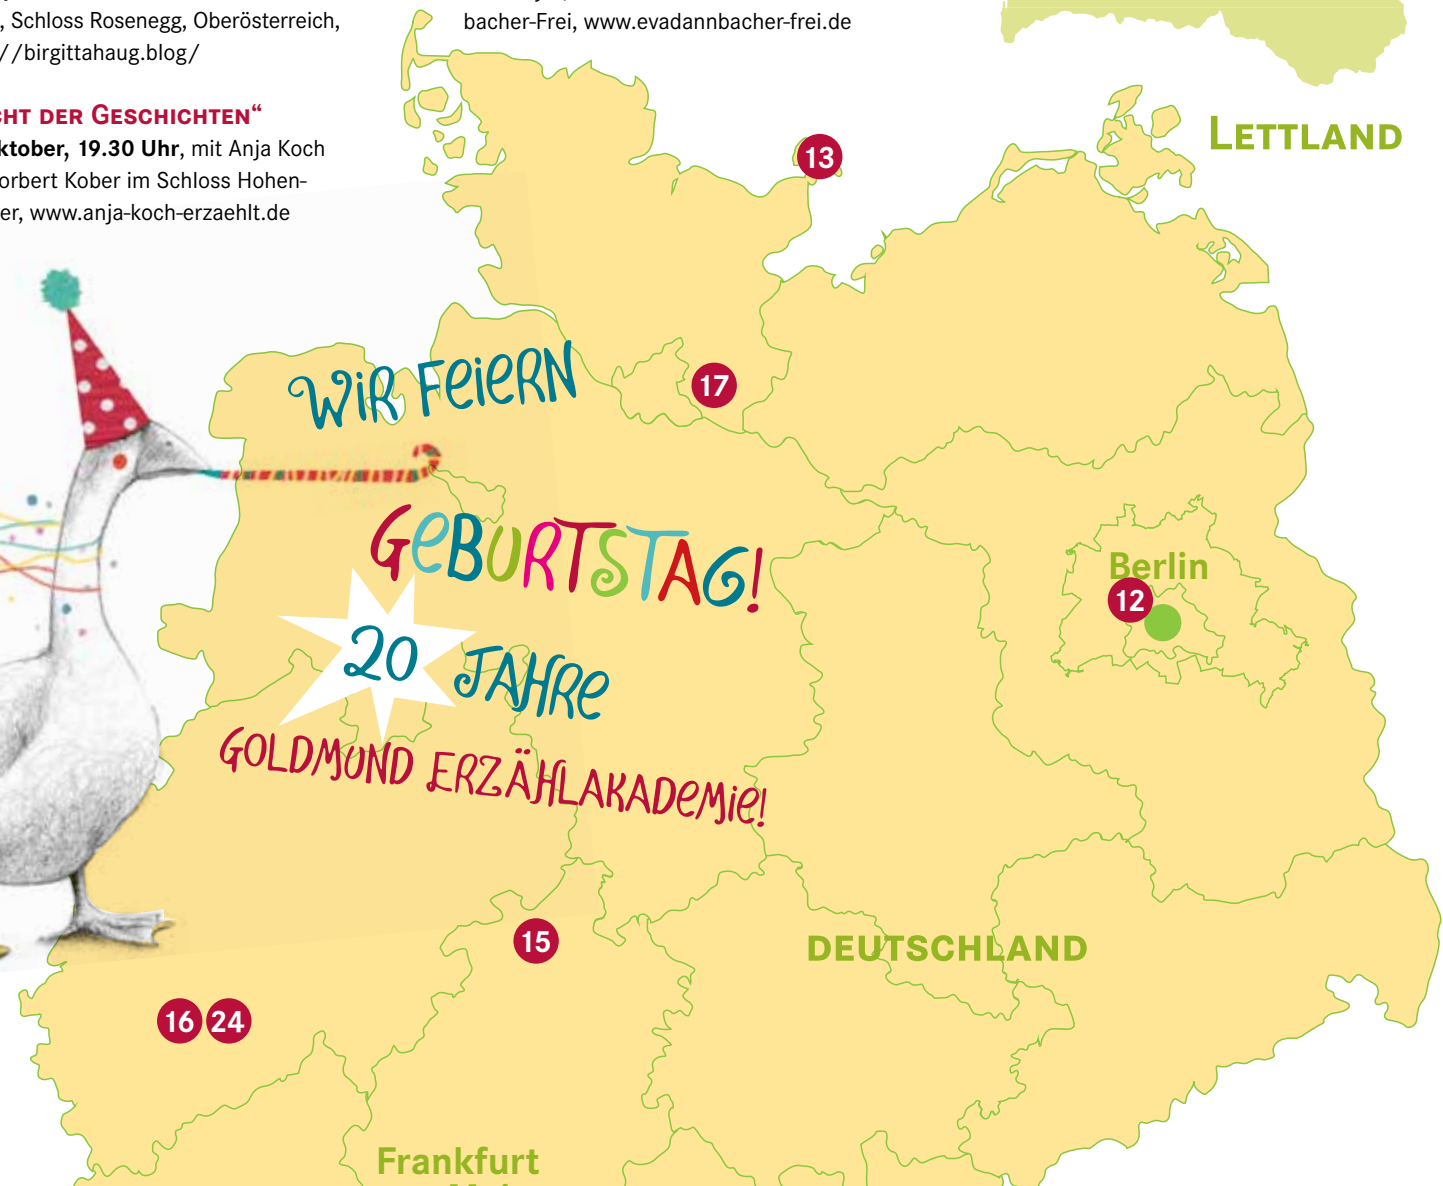 , Schloss Rosenegg, Oberösterreich,
//birgittahaug.blog/
CHT DER GESCHICHTEN“
ktober, 19.30 Uhr, mit Anja Koch
orbert Kober im Schloss Hohen-
er, www.anja-koch-erzaehlt.de
bacher-Frei, www.evadannbacher-frei.de
LETTLAND
13
17
WIR FEIERN
GEBURTSTAG!
20 JAHRE
GOLDMUND ERZÄHLAKADEMIE!
Berlin
12
15
DEUTSCHLAND
16 24
Frankfurt